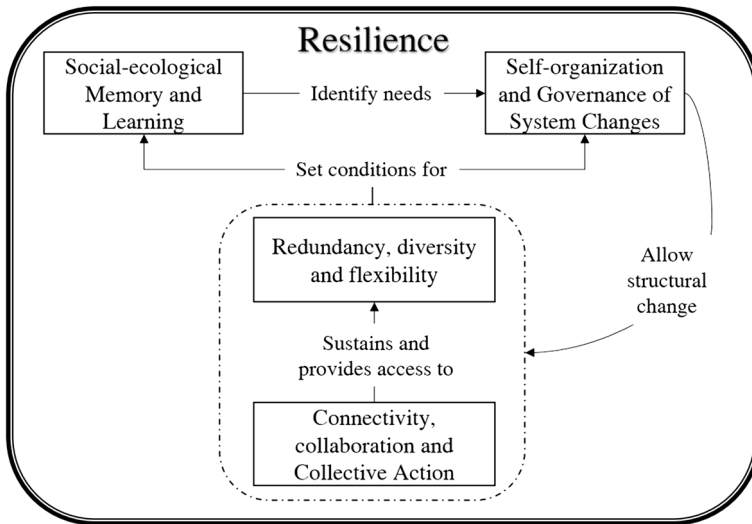 Resilience
Social-ecological
Memory and
Learning
Identify needs
Self-organization
and Governance of
System Changes
Set conditions for
Redundancy, diversity
and flexibility
Allow
structural
change
Sustains and
provides access to
Connectivity,
collaboration and
Collective Action